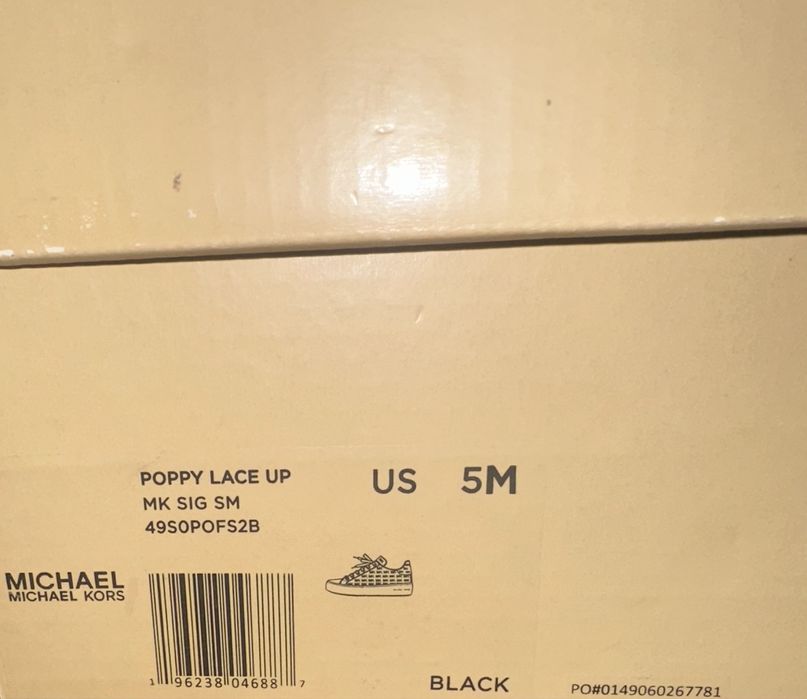 POPPY LACE UP
MK SIG SM
49S0POFS2B
US 5M
MICHAEL
MICHAEL KORS
1 96238 04688 7
BLACK
PO#0149060267781